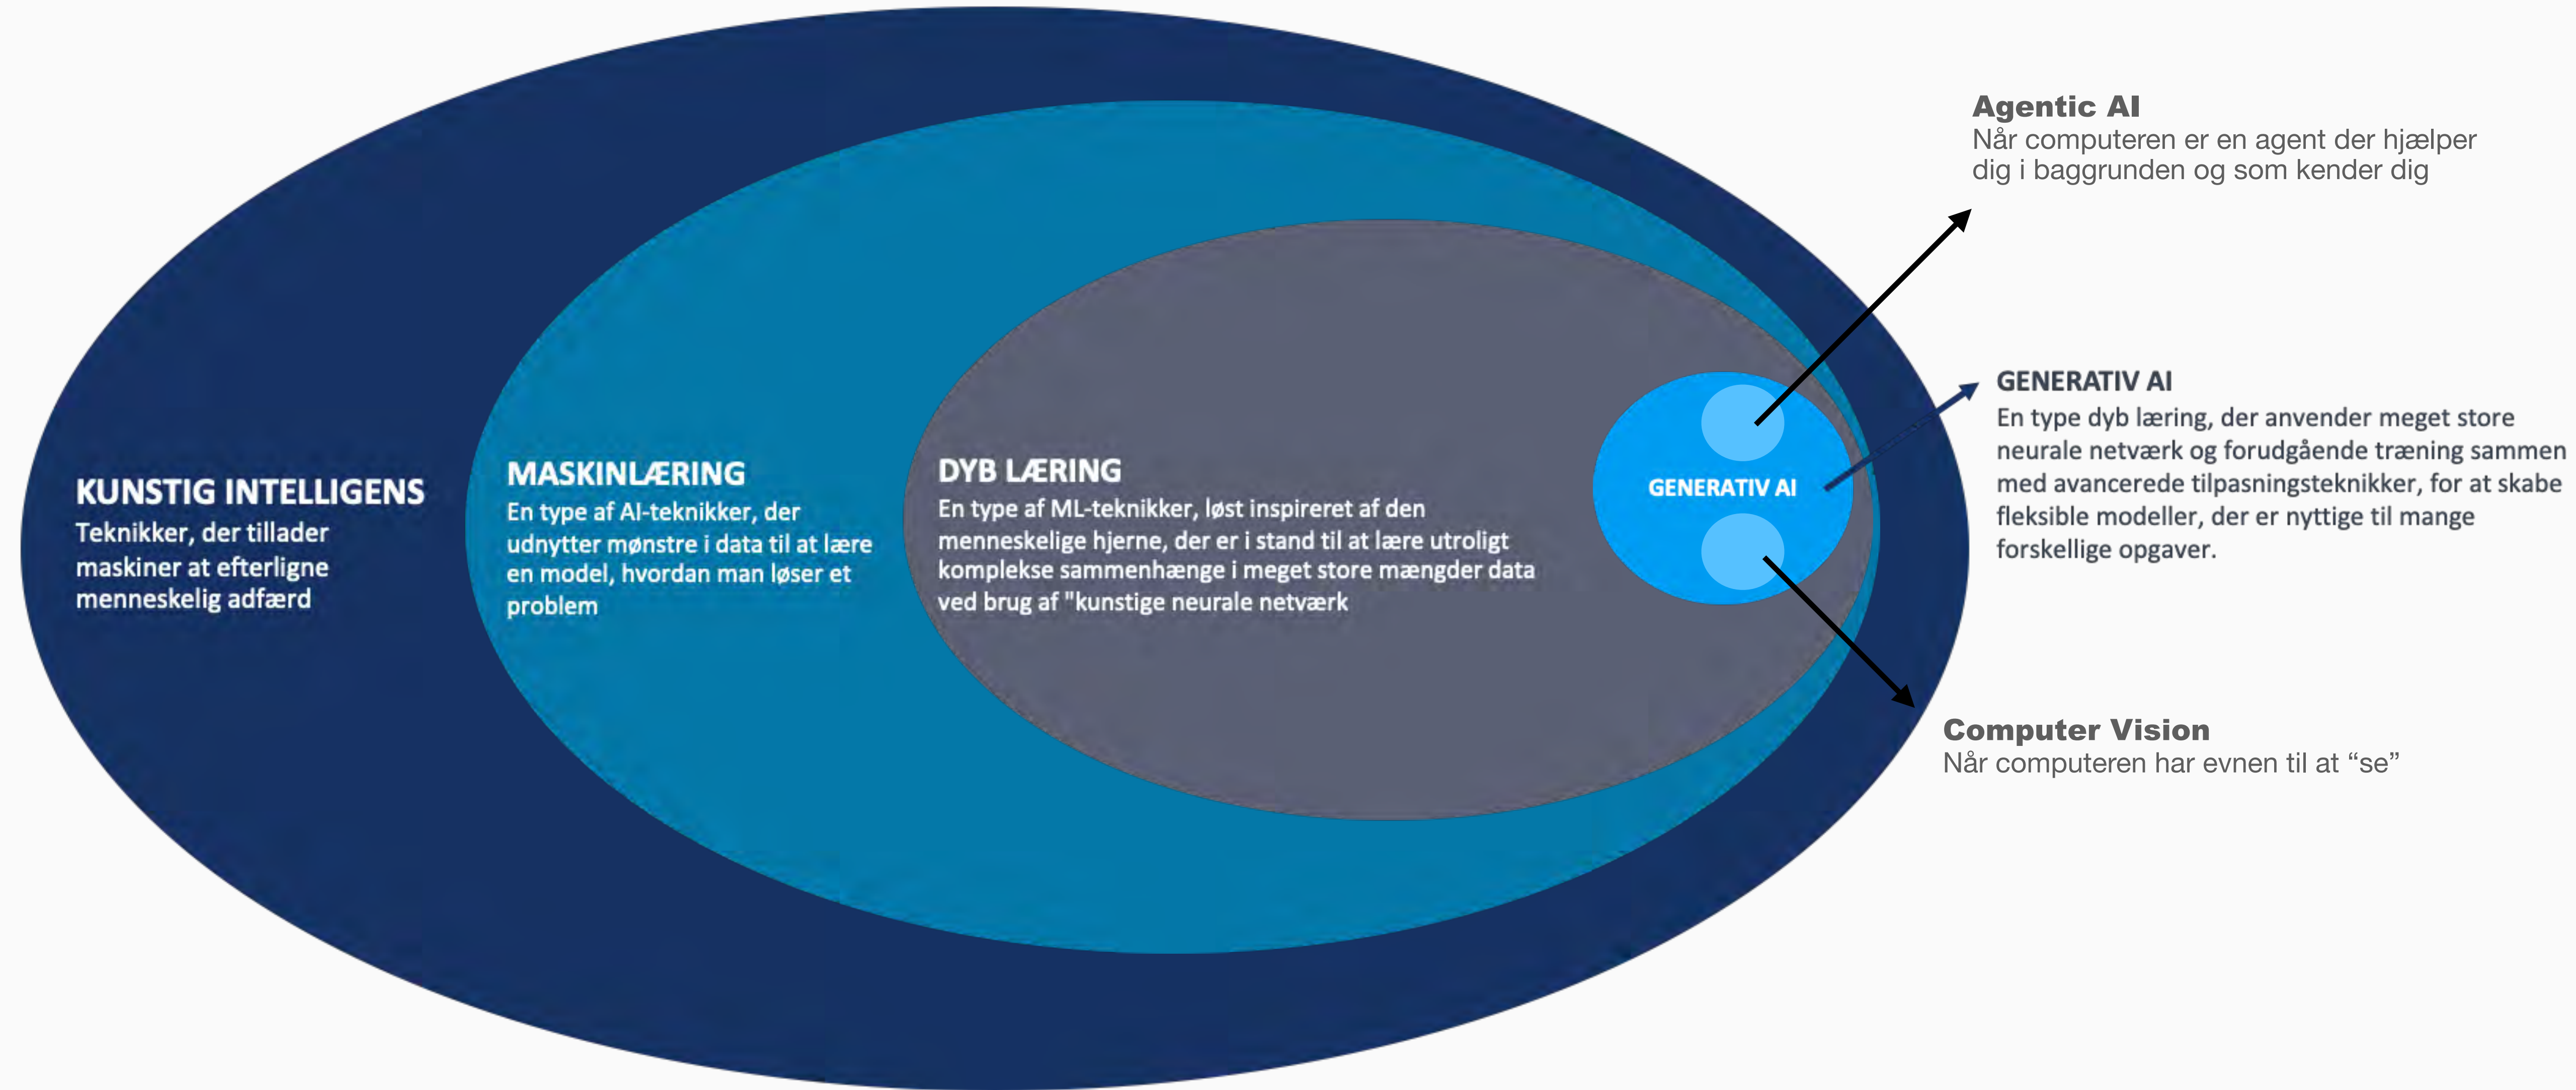 KUNSTIG INTELLIGENS
Teknikker, der tillader
maskiner at efterligne
menneskelig adfærd
MASKINLÆRING
En type af AI-teknikker, der
udnytter mønstre i data til at lære
en model, hvordan man løser et
problem
DYB LÆRING
En type af ML-teknikker, løst inspireret af den
menneskelige hjerne, der er i stand til at lære utroligt
komplekse sammenhænge i meget store mængder data
ved brug af "kunstige neurale netværk
GENERATIV AI
Agentic AI
Når computeren er en agent der hjælper
dig i baggrunden og som kender dig
GENERATIV AI
En type dyb læring, der anvender meget store
neurale netværk og forudgående træning sammen
med avancerede tilpasningsteknikker, for at skabe
fleksible modeller, der er nyttige til mange
forskellige opgaver.
Computer Vision
Når computeren har evnen til at “se”